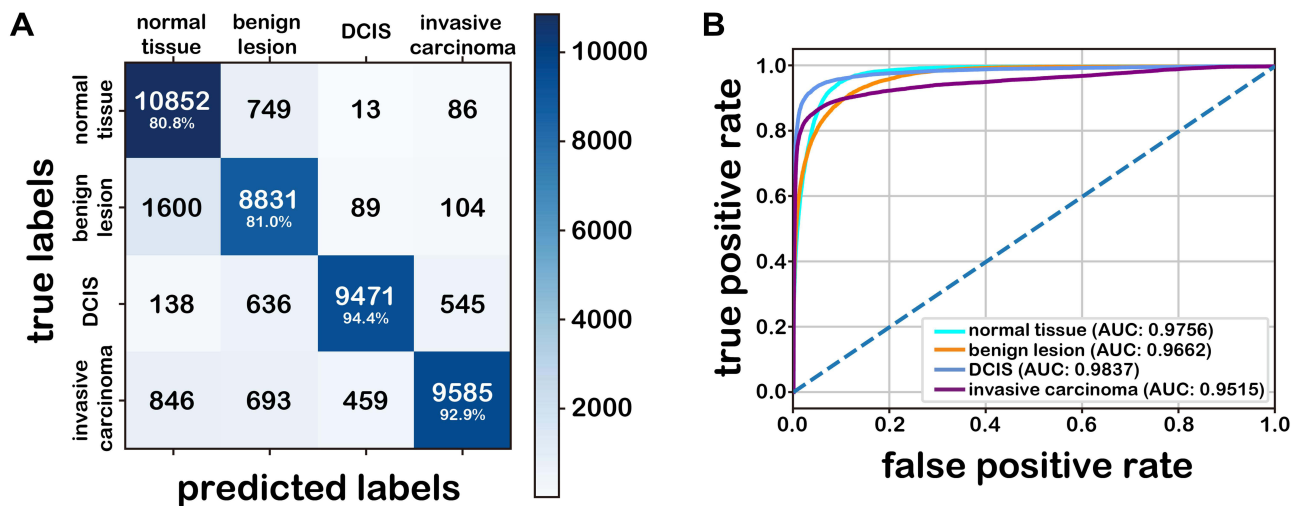 A
normal tissue
benign lesion
DCIS
invasive carcinoma
true labels
normal tissue
10852
80.8%
749
13
86
benign lesion
1600
8831
81.0%
89
104
DCIS
138
636
9471
94.4%
545
invasive carcinoma
846
693
459
9585
92.9%
predicted labels
10000
8000
6000
4000
2000
B
true positive rate
1.0
0.8
0.6
0.4
0.2
0.0
normal tissue (AUC: 0.9756)
benign lesion (AUC: 0.9662)
DCIS (AUC: 0.9837)
invasive carcinoma (AUC: 0.9515)
0.0
0.2
0.4
0.6
0.8
1.0
false positive rate